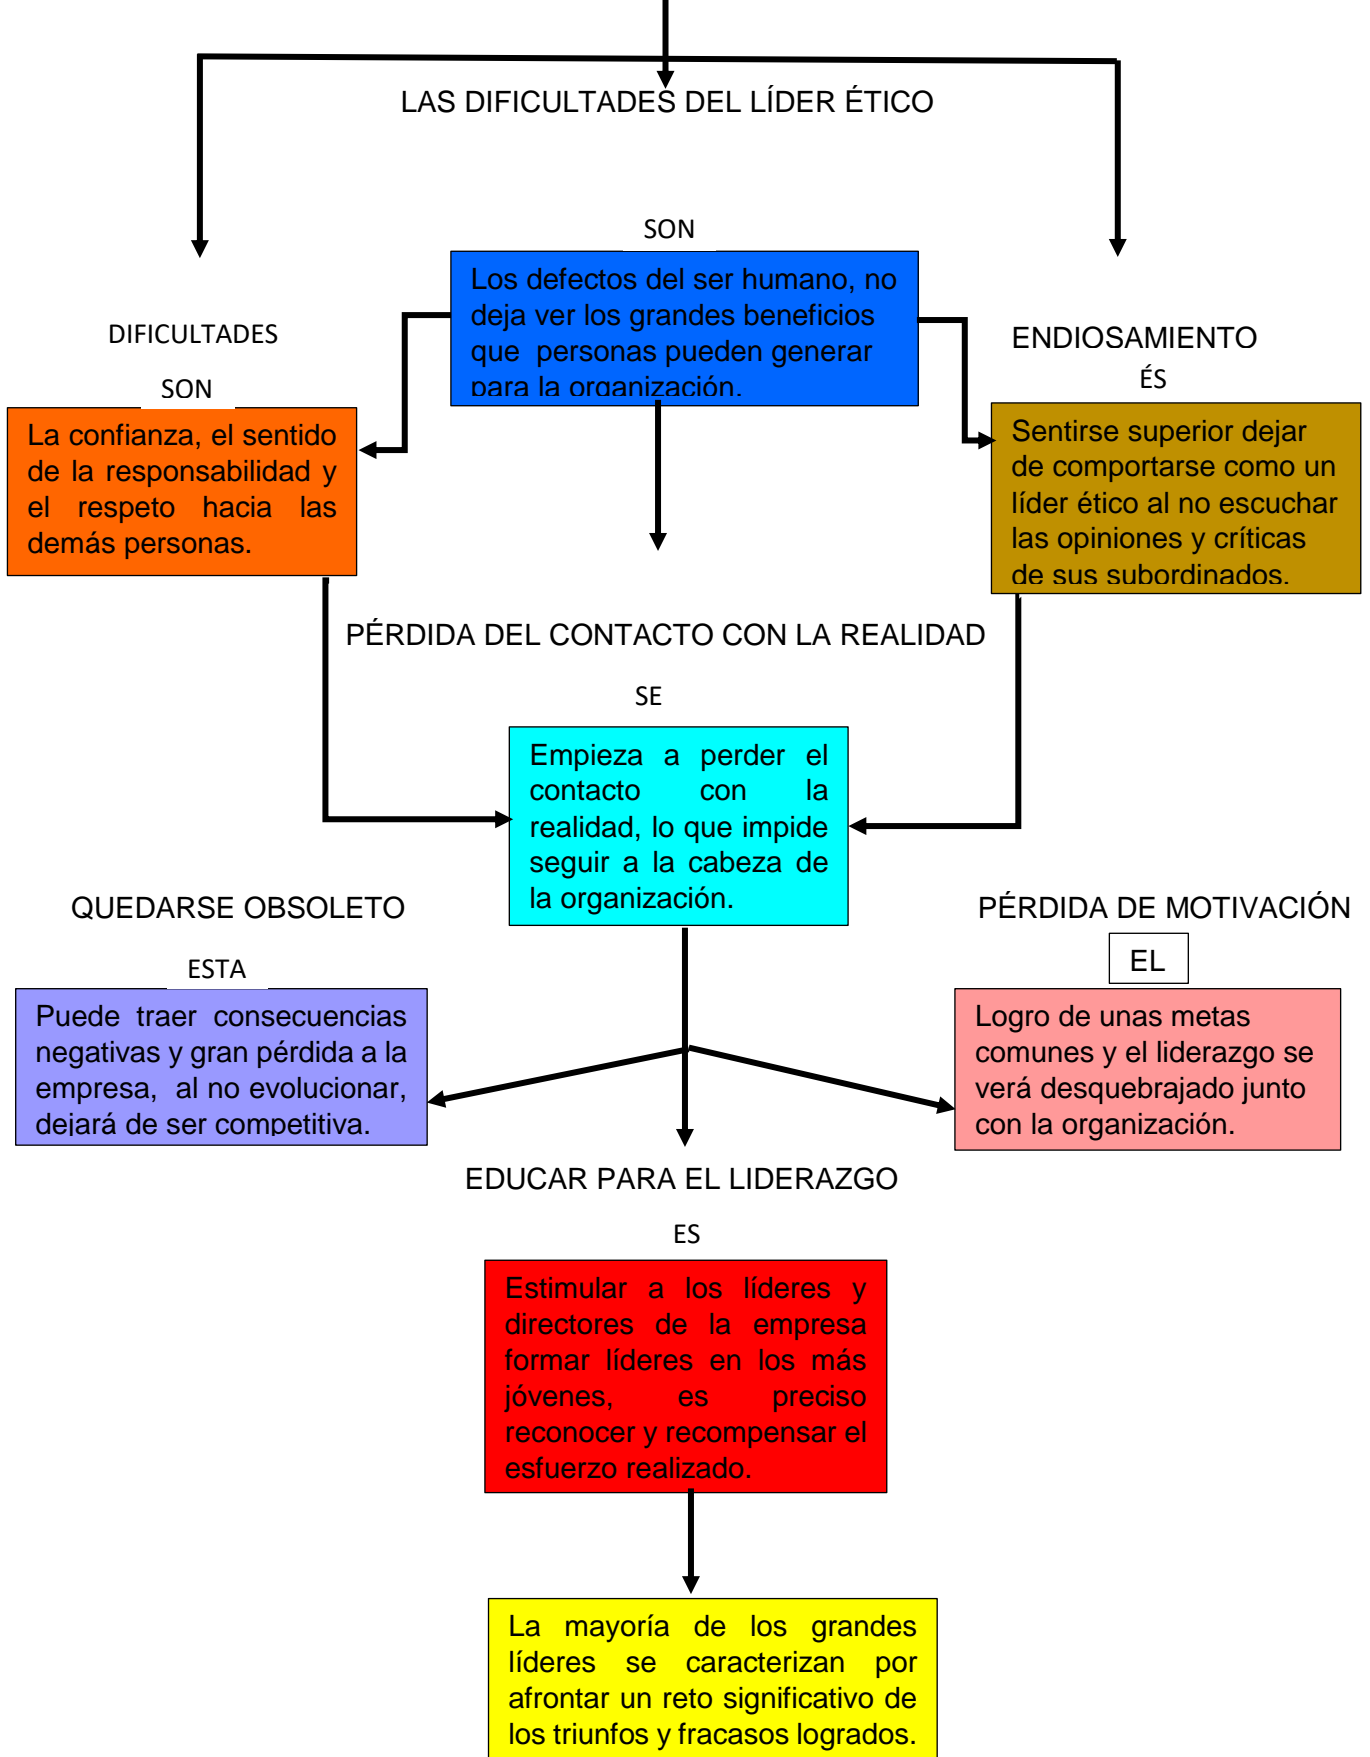 LAS DIFICULTADES DEL LÍDER ÉTICO
SON
Los defectos del ser humano, no
deja ver los grandes beneficios
que personas pueden generar
para la organización.
DIFICULTADES
SON
La confianza, el sentido
de la responsabilidad y
el respeto hacia las
demás personas.
ENDIOSAMIENTO
ÉS
Sentirse superior dejar
de comportarse como un
líder ético al no escuchar
las opiniones y críticas
de sus subordinados.
PÉRDIDA DEL CONTACTO CON LA REALIDAD
SE
Empieza a perder el
contacto con la
realidad, lo que impide
seguir a la cabeza de
la organización.
QUEDARSE OBSOLETO
ESTA
Puede traer consecuencias
negativas y gran pérdida a la
empresa, al no evolucionar,
dejará de ser competitiva.
PÉRDIDA DE MOTIVACIÓN
EL
Logro de unas metas
comunes y el liderazgo se
verá desquebrajado junto
con la organización.
EDUCAR PARA EL LIDERAZGO
ES
Estimular a los líderes y
directores de la empresa
formar líderes en los más
jóvenes, es preciso
reconocer y recompensar el
esfuerzo realizado.
La mayoría de los grandes
líderes se caracterizan por
afrontar un reto significativo de
los triunfos y fracasos logrados.